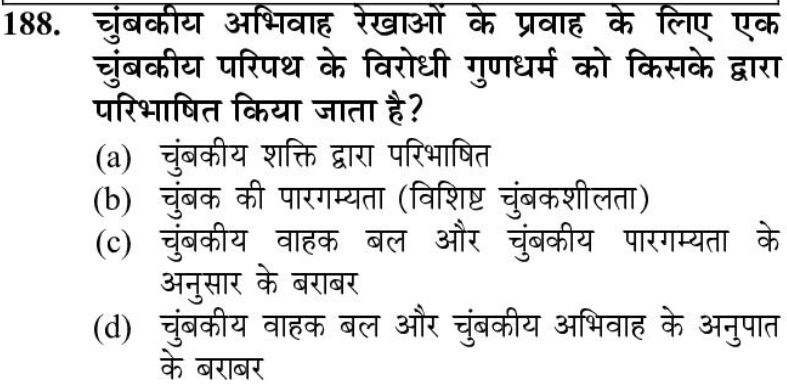 188. चुंबकीय अभिवाह रेखाओं के प्रवाह के लिए एक
चुंबकीय परिपथ के विरोधी गुणधर्म को किसके द्वारा
परिभाषित किया जाता है?
(a) चुंबकीय शक्ति द्वारा परिभाषित
(b) चुंबक की पारगम्यता (विशिष्ट चुंबकशीलता)
(c) चुंबकीय वाहक बल और चुंबकीय पारगम्यता के
अनुसार के बराबर
(d) चुंबकीय वाहक बल और चुंबकीय अभिवाह के अनुपात
के बराबर